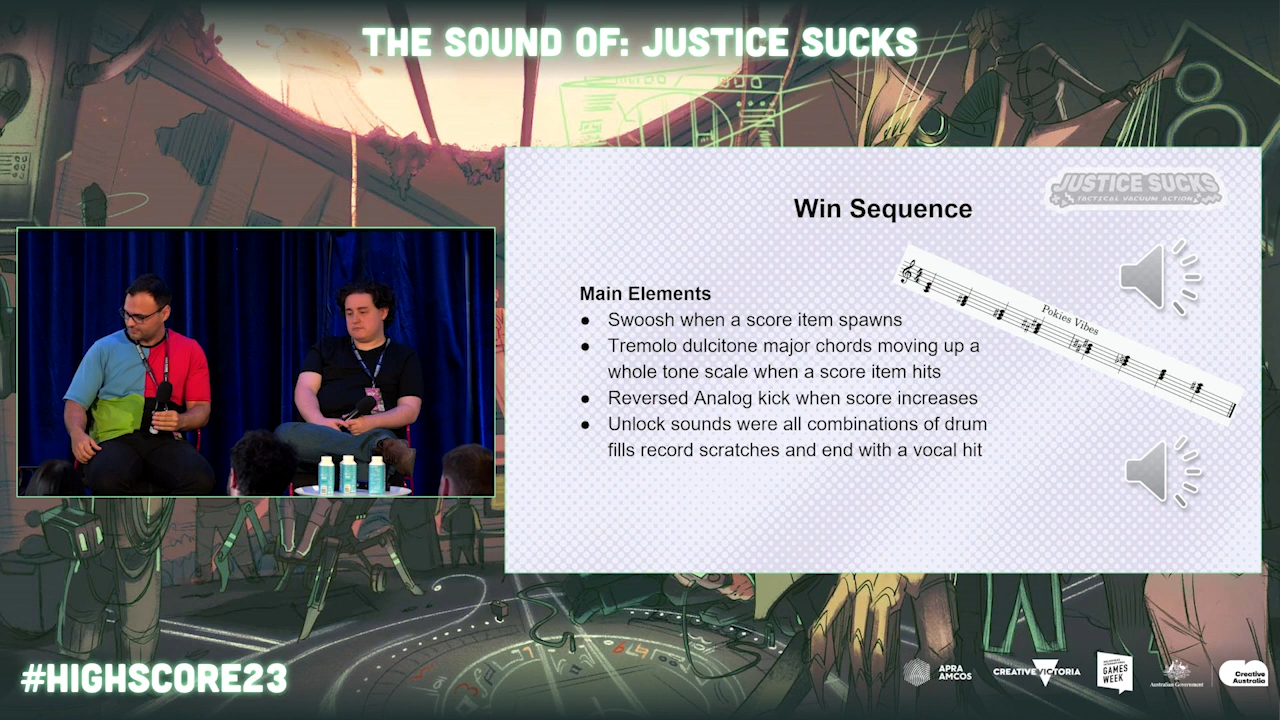 THE SOUND OF: JUSTICE SUCKS
JUSTICE SUCKS
TACTICAL VACUUM ACTION
Win Sequence
Pokies Vibes
Main Elements
● Swoosh when a score item spawns
● Tremolo dulcitone major chords moving up a
whole tone scale when a score item hits
● Reversed Analog kick when score increases
● Unlock sounds were all combinations of drum
fills record scratches and end with a vocal hit
#HIGHSCORE23
APRA
AMCOS
CREATIVE VICTORIA
GAMES
WEEK
Australian Government
Creative
Australia